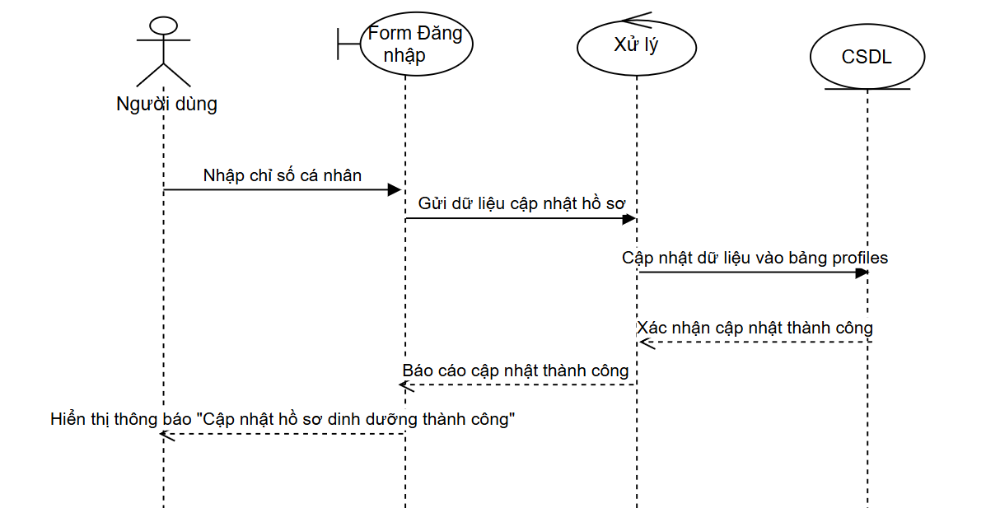 Form Đăng
nhập
Xử lý
CSDL
Người dùng
Nhập chỉ số cá nhân
Gửi dữ liệu cập nhật hồ sơ
Cập nhật dữ liệu vào bảng profiles
Xác nhận cập nhật thành công
Báo cáo cập nhật thành công
Hiển thị thông báo "Cập nhật hồ sơ dinh dưỡng thành công"